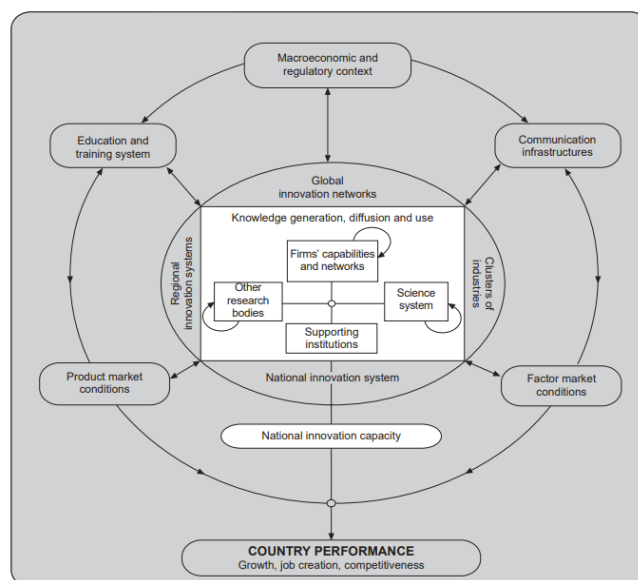 Macroeconomic and
regulatory context
Education and
training system
Communication
infrastructures
Global
innovation networks
Knowledge generation, diffusion and use
Regional
innovation systems
Firms' capabilities
and networks
Clusters of
industries
Other
research
bodies
Science
system
Supporting
institutions
Product market
conditions
National innovation system
Factor market
conditions
National innovation capacity
COUNTRY PERFORMANCE
Growth, job creation, competitiveness